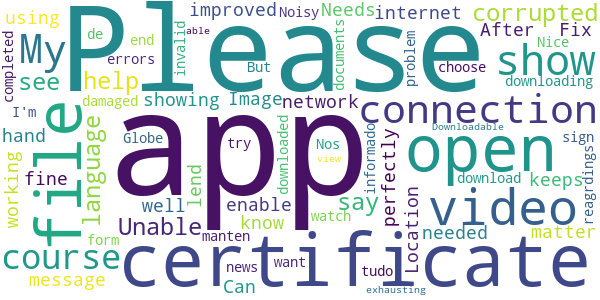 using
My
Please
improved
Noisy
Needs
internet
corrupted
completed
de
end
errors
see
help
invalid
able
But
documents
problem
choose
After
Fix
Nice
show
downloading
I'm
damaged
showing
Image
network
connection
hand
file
language
Globe
app
try
downloaded
Nos
view
informado
perfectly
Downloadable
open
sign
reagrdings
working
fine
well
lend
enable
watch
say
download
keeps
Unable
know
manten
Location
video
needed
matter
course
form
message
certificate
news
want
Can
tudo
exhausting